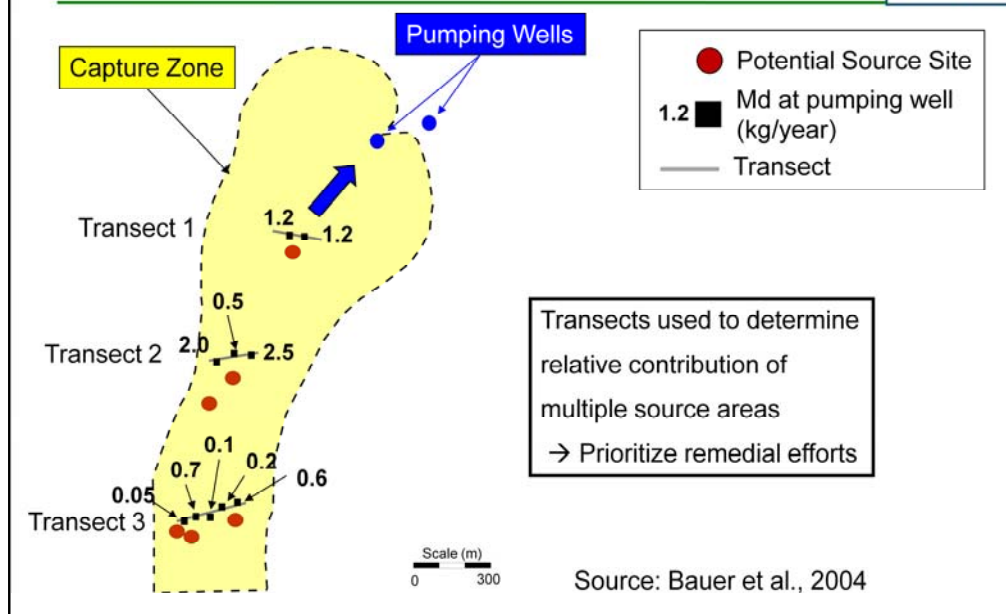 Pumping Wells
Capture Zone
Potential Source Site
1.2 Md at pumping well
(kg/year)
Transect
Transect 1
1.2
1.2
0.5
Transect 2
2.0
2.5
Transects used to determine
relative contribution of
multiple source areas
→ Prioritize remedial efforts
0.1
0.7
0.2
0.6
0.05
Transect 3
Scale (m)
0 300
Source: Bauer et al., 2004